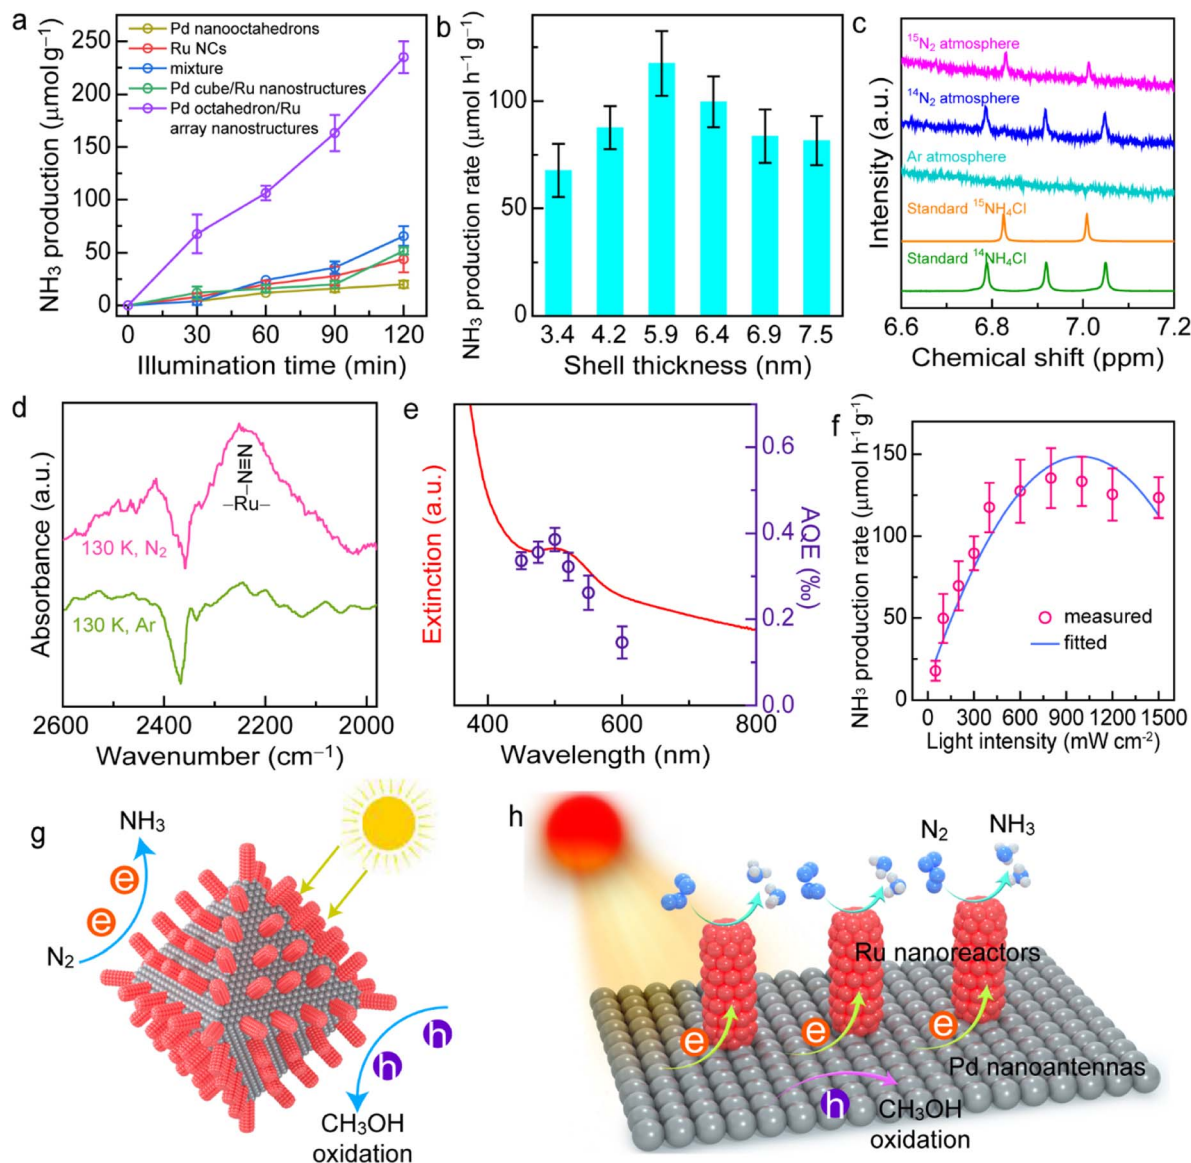 a
NH₃ production (μmol g⁻¹)
250
200
150
100
50
0
Pd nanooctahedrons
Ru NCs
mixture
Pd cube/Ru nanostructures
Pd octahedron/Ru
array nanostructures
0 30 60 90 120
Illumination time (min)
b
NH₃ production rate (μmol h⁻¹ g⁻¹)
100
50
0
3.4 4.2 5.9 6.4 6.9 7.5
Shell thickness (nm)
c
Intensity (a.u.)
¹⁵N₂ atmosphere
¹⁴N₂ atmosphere
Ar atmosphere
Standard ¹⁵NH₄Cl
Standard ¹⁴NH₄Cl
6.6 6.8 7.0 7.2
Chemical shift (ppm)
d
Absorbance (a.u.)
–Ru–N≡N
130 K, N₂
130 K, Ar
2600 2400 2200 2000
Wavenumber (cm⁻¹)
e
Extinction (a.u.)
0.6
0.4
0.2
0.0
AQE (‰)
400 600 800
Wavelength (nm)
f
NH₃ production rate (μmol h⁻¹ g⁻¹)
150
100
50
0
measured
fitted
0 300 600 900 1200 1500
Light intensity (mW cm⁻²)
g
NH₃
e
e
N₂
h
h
CH₃OH
oxidation
h
N₂ NH₃
Ru nanoreactors
e e e
Pd nanoantennas
h
CH₃OH
oxidation